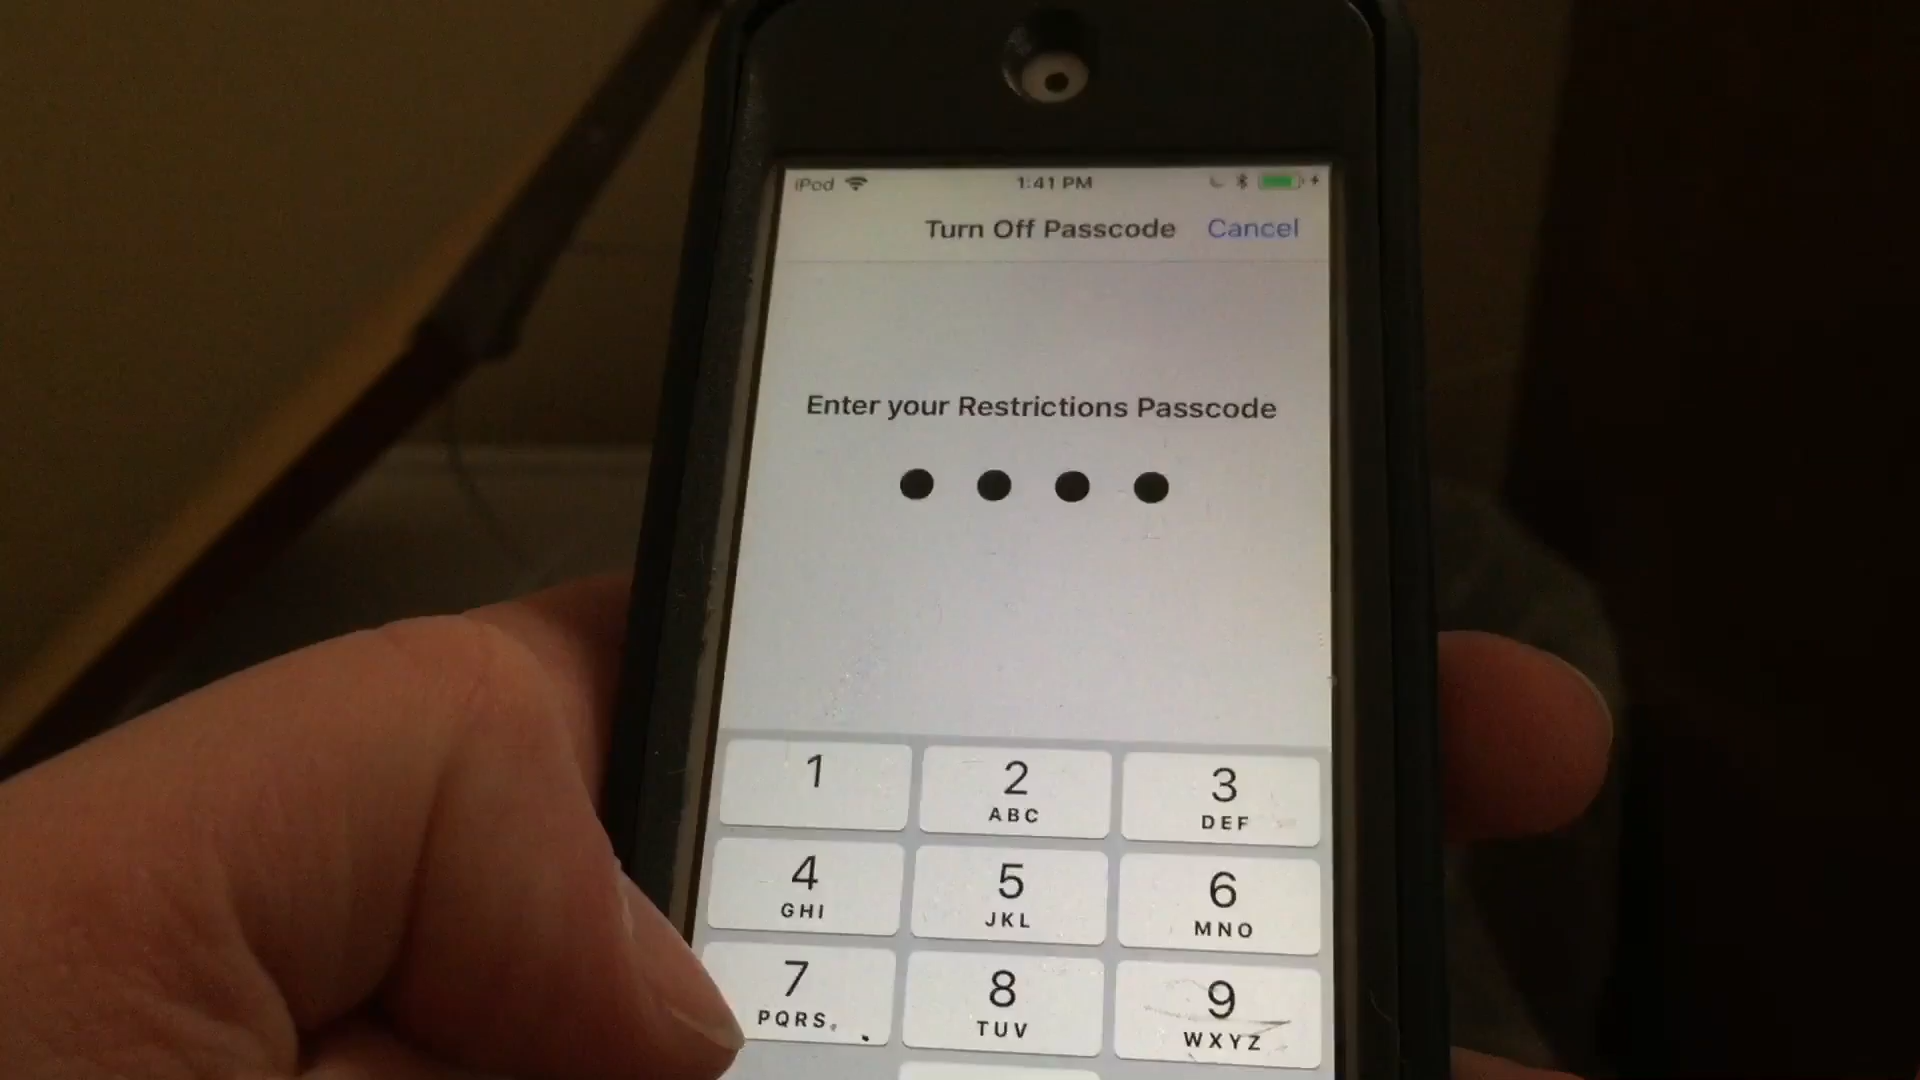 iPod 1:41 PM
Turn Off Passcode Cancel
Enter your Restrictions Passcode
1 2 3
ABC DEF
4 5 6
GHI JKL MNO
7 8 9
PQRS TUV WXYZ